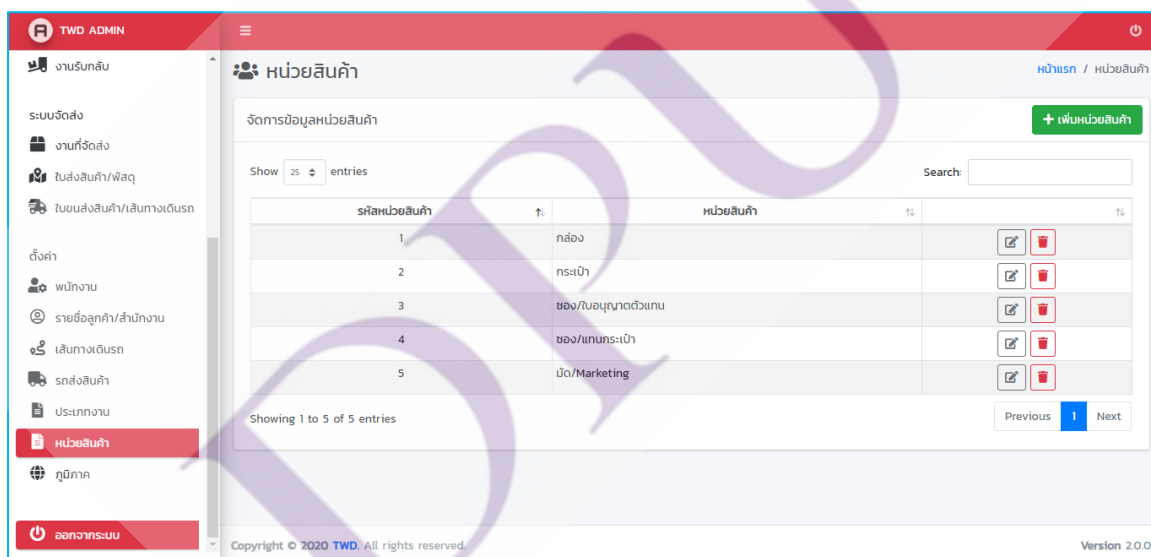 TWD ADMIN
งานรับกลับ
ระบบจัดส่ง
งานที่จัดส่ง
ใบส่งสินค้า/พัสดุ
ใบขนส่งสินค้า/เส้นทางเดินรถ
ตั้งค่า
พนักงาน
รายชื่อลูกค้า/สำนักงาน
เส้นทางเดินรถ
รถส่งสินค้า
ประเภทงาน
หน่วยสินค้า
ภูมิภาค
ออกจากระบบ
หน่วยสินค้า
หน้าแรก / หน่วยสินค้า
จัดการข้อมูลหน่วยสินค้า
+ เพิ่มหน่วยสินค้า
Show 25 entries
Search:
รหัสหน่วยสินค้า หน่วยสินค้า
1 กล่อง
2 กระเป๋า
3 ซอง/ใบอนุญาตตัวแทน
4 ซอง/แทนกระเป๋า
5 มัด/Marketing
Showing 1 to 5 of 5 entries
Previous 1 Next
Copyright © 2020 TWD. All rights reserved.
Version 2.0.0
DPU